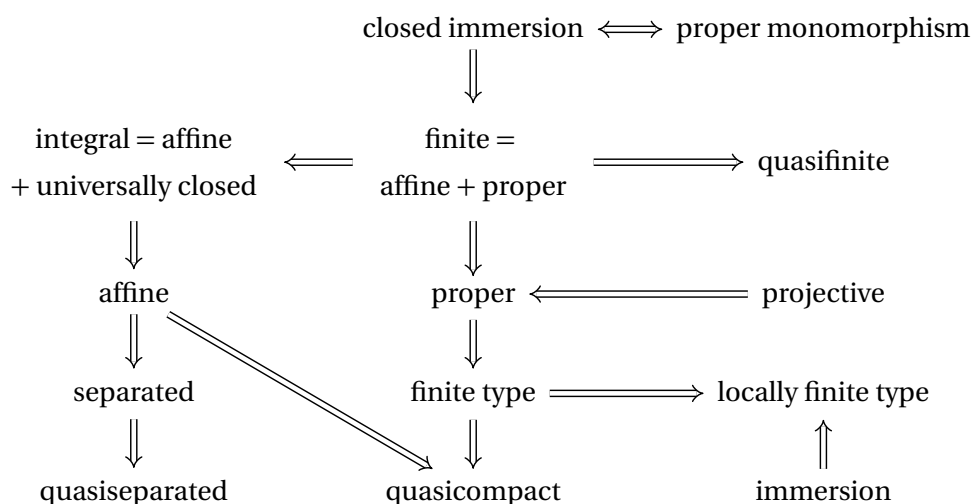 closed immersion proper monomorphism
integral = affine finite =
+ universally closed affine + proper quasifinite
affine proper projective
separated finite type locally finite type
quasiseparated quasicompact immersion